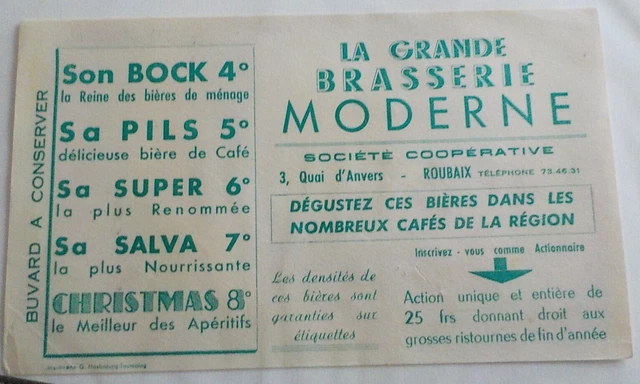 BUVARD A CONSERVER
Son BOCK 4°
la Reine des bières de ménage
Sa PILS 5°
délicieuse bière de Café
Sa SUPER 6°
la plus Renommée
Sa SALVA 7°
la plus Nourrissante
CHRISTMAS 8°
le Meilleur des Apéritifs
LA GRANDE
BRASSERIE
MODERNE
SOCIÉTÉ COOPÉRATIVE
3, Quai d'Anvers - ROUBAIX TÉLÉPHONE 73.46.31
DÉGUSTEZ CES BIÈRES DANS LES
NOMBREUX CAFÉS DE LA RÉGION
Les densités de
ces bières sont
garanties sur
étiquettes
Inscrivez-vous comme Actionnaire
Action unique et entière de
25 frs donnant droit aux
grosses ristournes de fin d'année